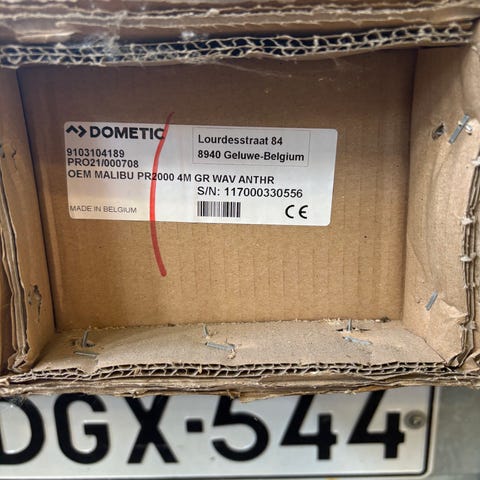 DOMETIC
Lourdesstraat 84
8940 Geluwe-Belgium
9103104189
PRO21/000708
OEM MALIBU PR2000 4M GR WAV ANTHR
S/N: 117000330556
MADE IN BELGIUM
CE
DGX-544